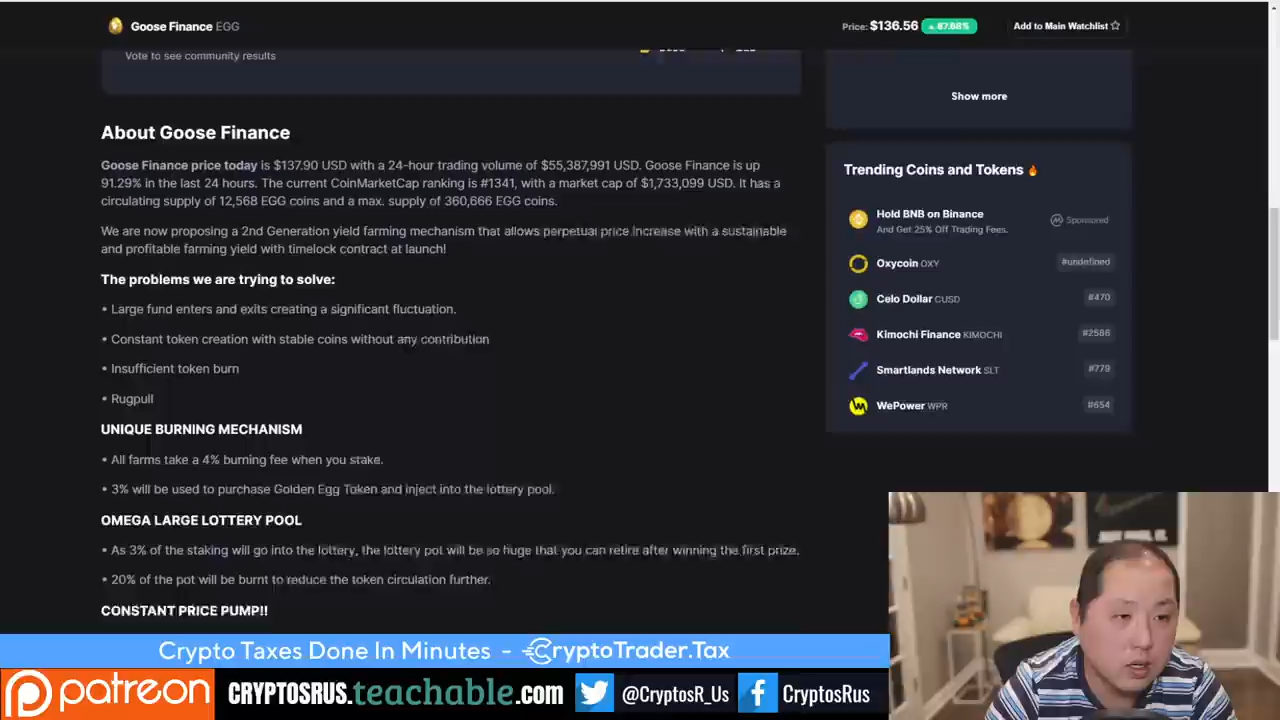 Goose Finance EGG
Price: $136.56 87.68% Add to Main Watchlist
Vote to see community results
Show more
About Goose Finance
Goose Finance price today is $137.90 USD with a 24-hour trading volume of $55,387,991 USD. Goose Finance is up
91.29% in the last 24 hours. The current CoinMarketCap ranking is #1341, with a market cap of $1,733,099 USD. It has a
circulating supply of 12,568 EGG coins and a max. supply of 360,666 EGG coins.
We are now proposing a 2nd Generation yield farming mechanism that allows perpetual price increase with a sustainable
and profitable farming yield with timelock contract at launch!
The problems we are trying to solve:
• Large fund enters and exits creating a significant fluctuation.
• Constant token creation with stable coins without any contribution
• Insufficient token burn
• Rugpull
UNIQUE BURNING MECHANISM
• All farms take a 4% burning fee when you stake.
• 3% will be used to purchase Golden Egg Token and inject into the lottery pool.
OMEGA LARGE LOTTERY POOL
• As 3% of the staking will go into the lottery, the lottery pot will be so huge that you can retire after winning the first prize.
• 20% of the pot will be burnt to reduce the token circulation further.
CONSTANT PRICE PUMP!!
Trending Coins and Tokens 🔥
Hold BNB on Binance Sponsored
And Get 25% Off Trading Fees.
Oxycoin OXY #undefined
Celo Dollar CUSD #470
Kimochi Finance KIMOCHI #2586
Smartlands Network SLT #779
WePower WPR #654
Crypto Taxes Done In Minutes - CryptoTrader.Tax
patreon CRYPTOSRUS.teachable.com @CryptosR_Us CryptosRus